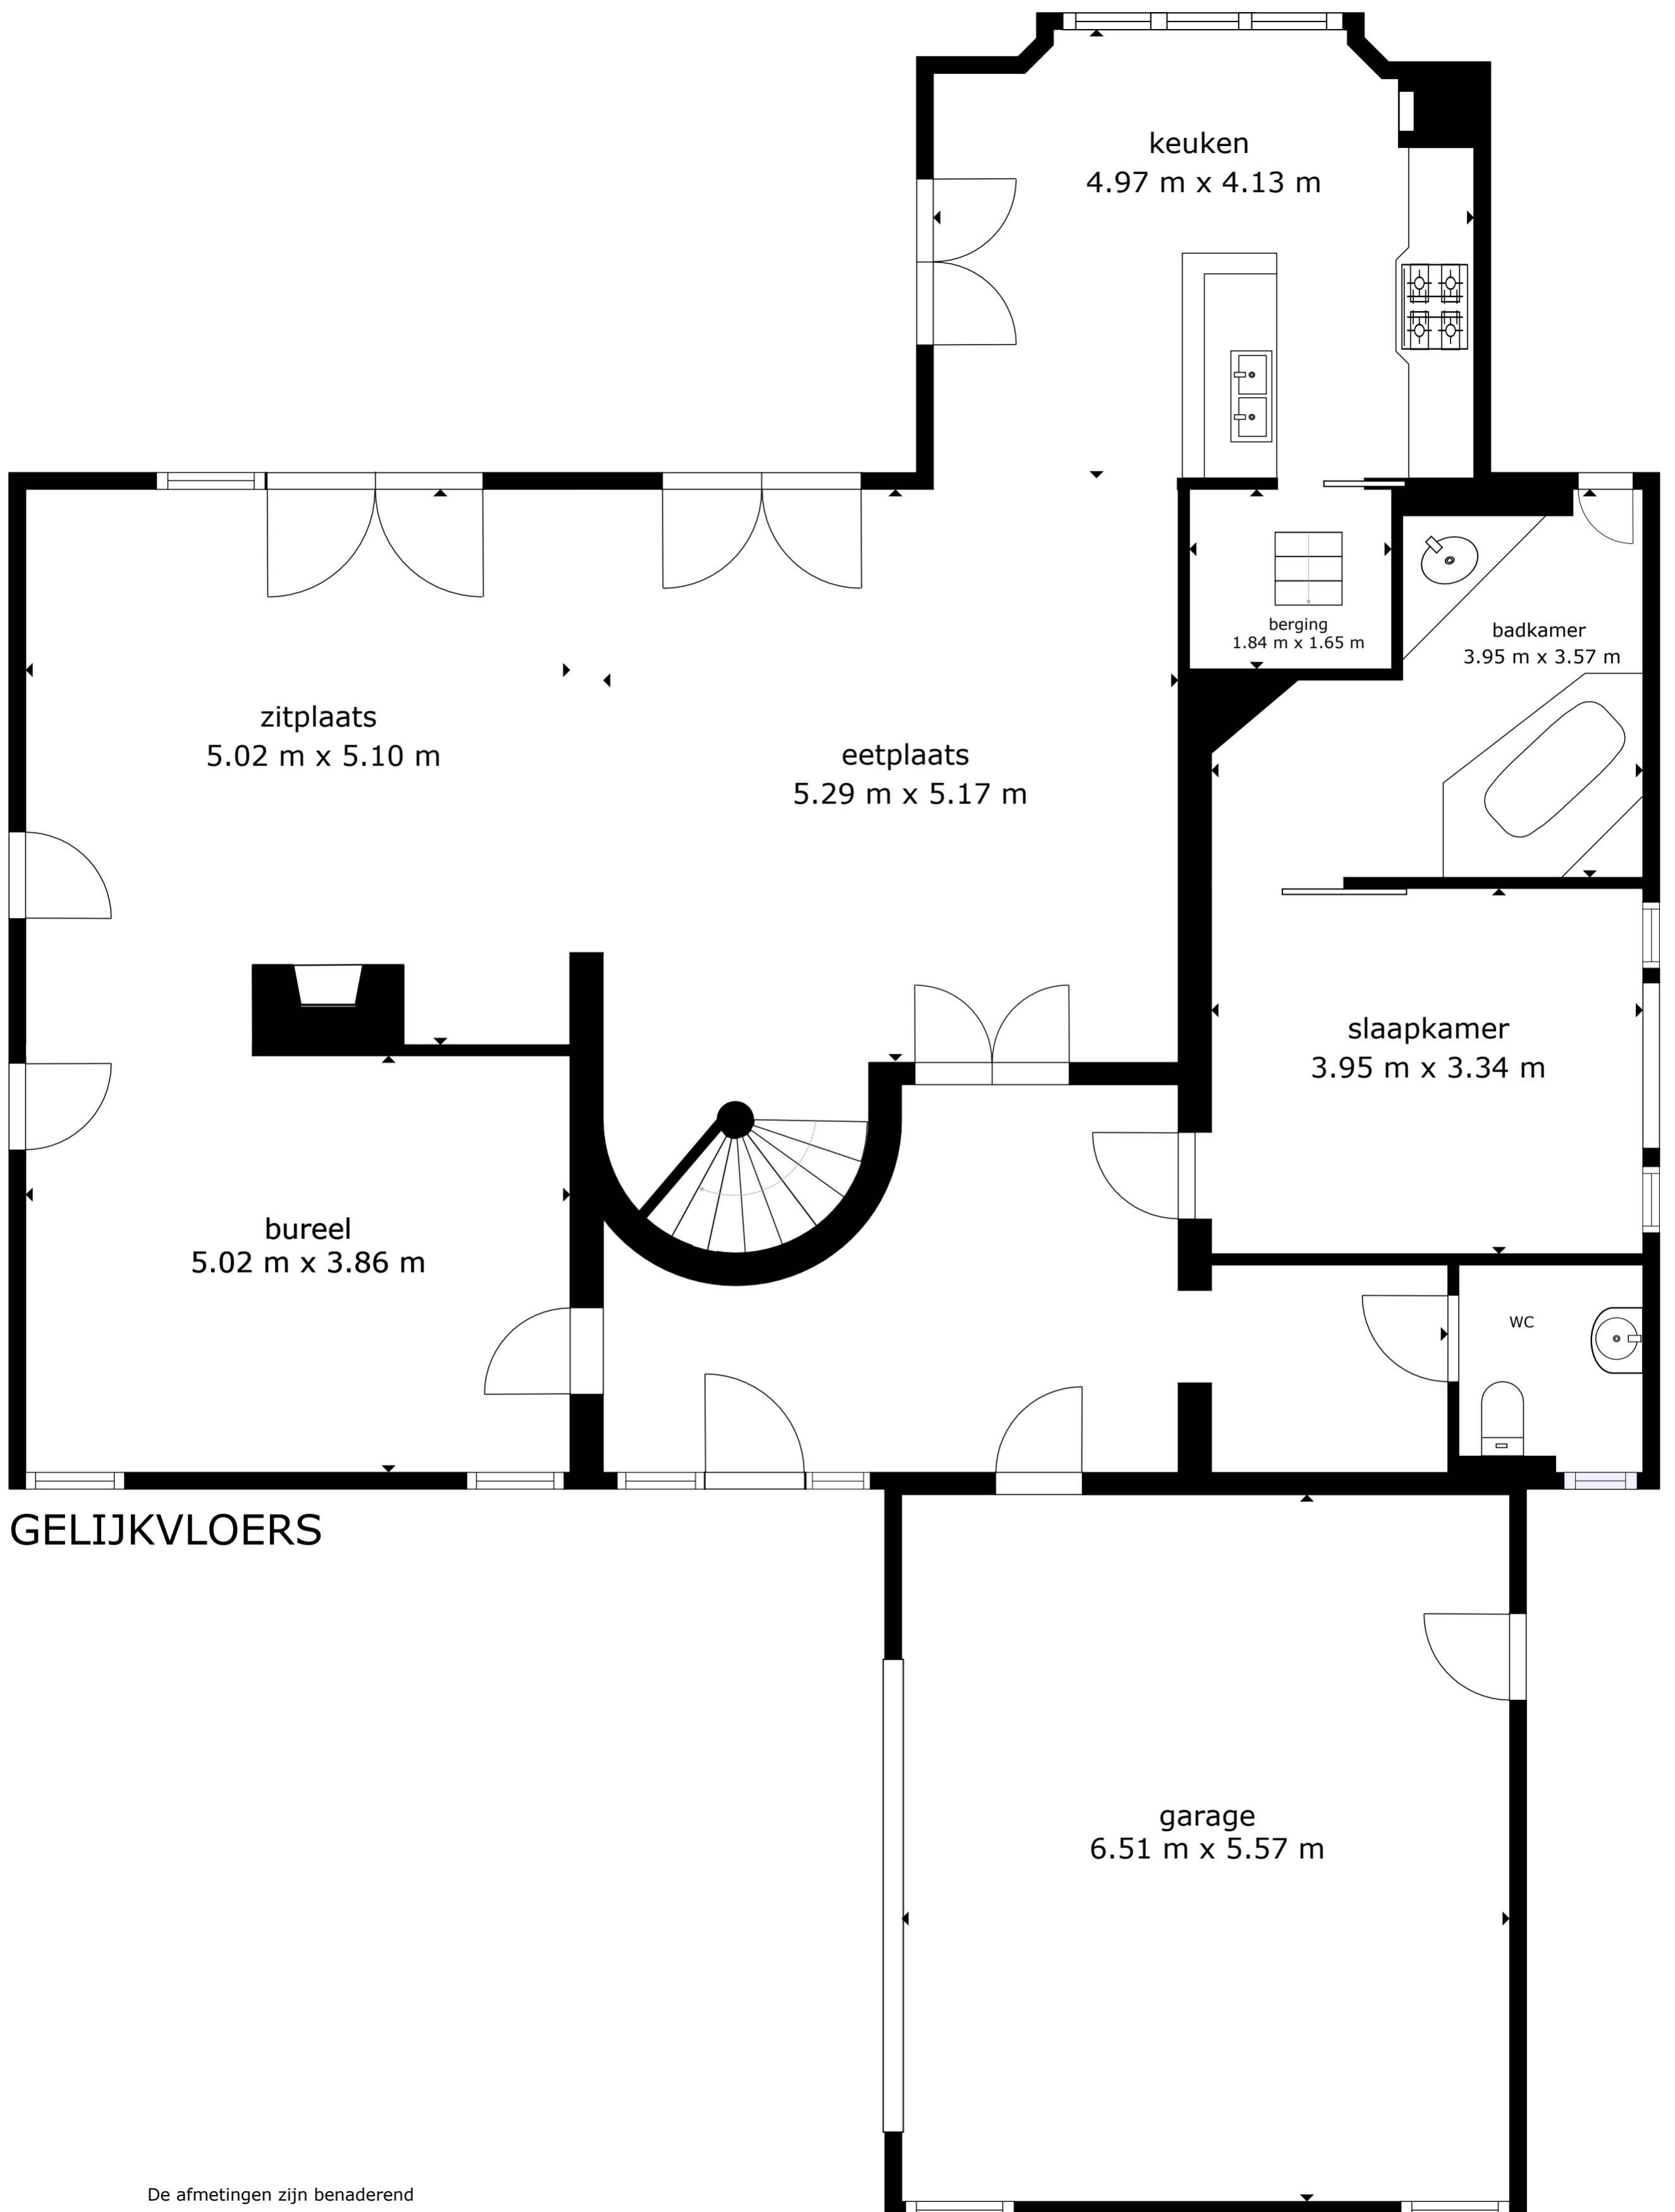 keuken
4.97 m x 4.13 m
berging
1.84 m x 1.65 m
badkamer
3.95 m x 3.57 m
zitplaats
5.02 m x 5.10 m
eetplaats
5.29 m x 5.17 m
slaapkamer
3.95 m x 3.34 m
bureel
5.02 m x 3.86 m
WC
GELIJKVLOERS
garage
6.51 m x 5.57 m
De afmetingen zijn benaderend